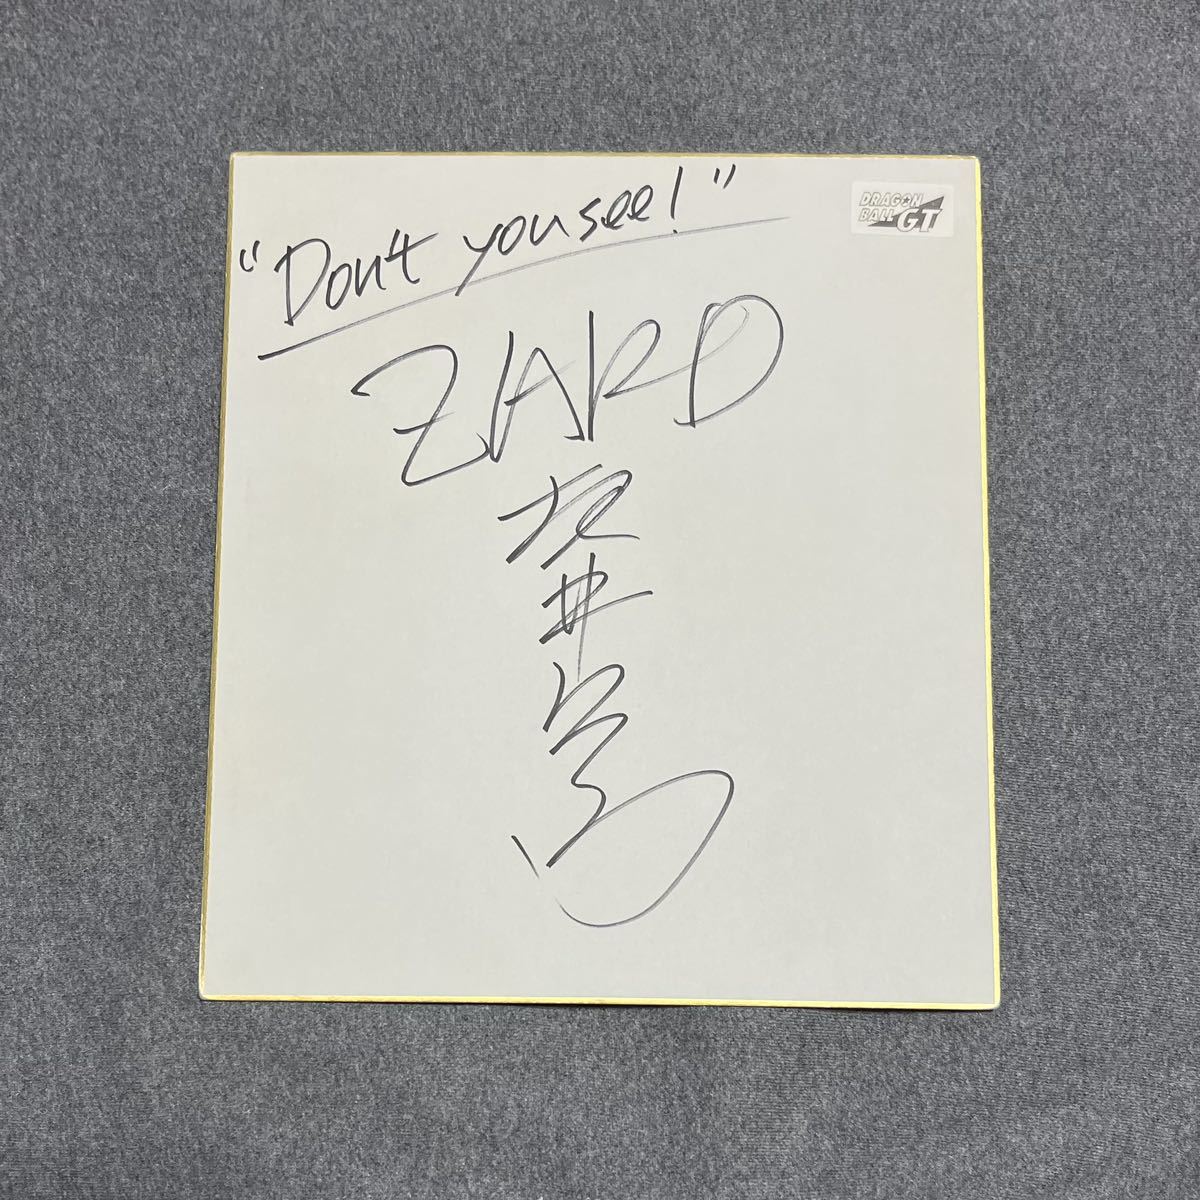 "Don't you see!"
DRAGON
BALL GT
ZARD
坂井泉水